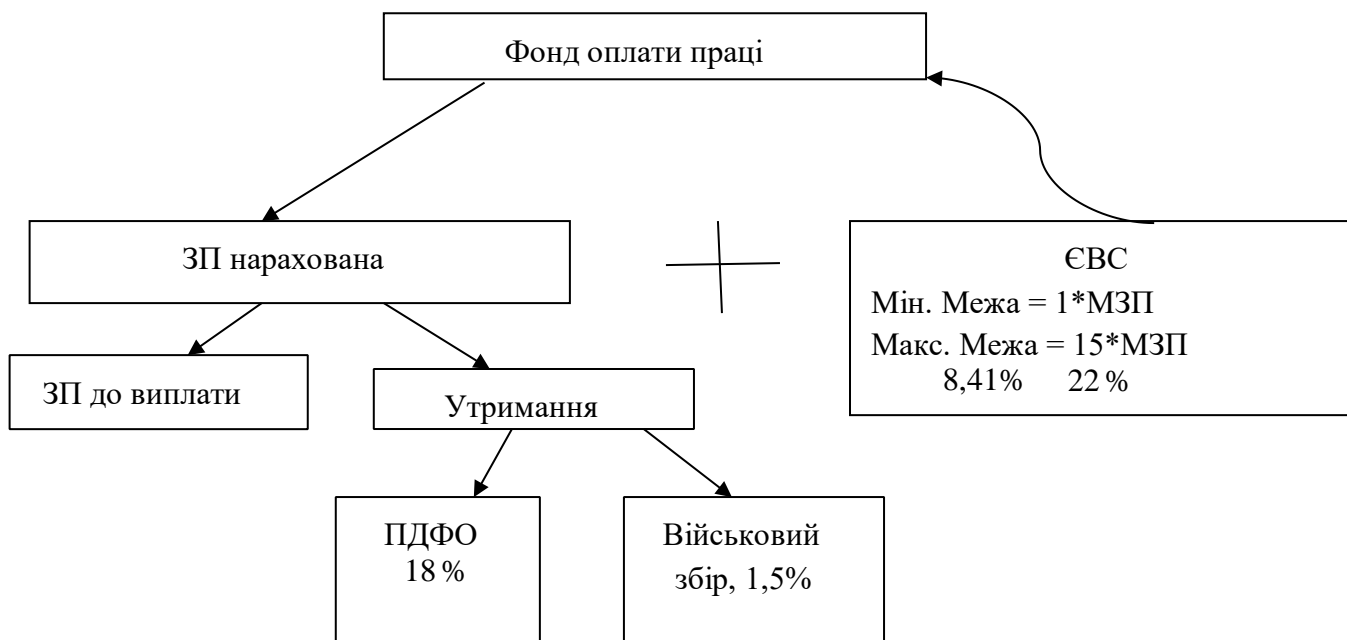 Фонд оплати праці
ЗП нарахована
ЄВС
Мін. Межа = 1*МЗП
Макс. Межа = 15*МЗП
8,41% 22 %
ЗП до виплати
Утримання
ПДФО
18 %
Військовий
збір, 1,5%